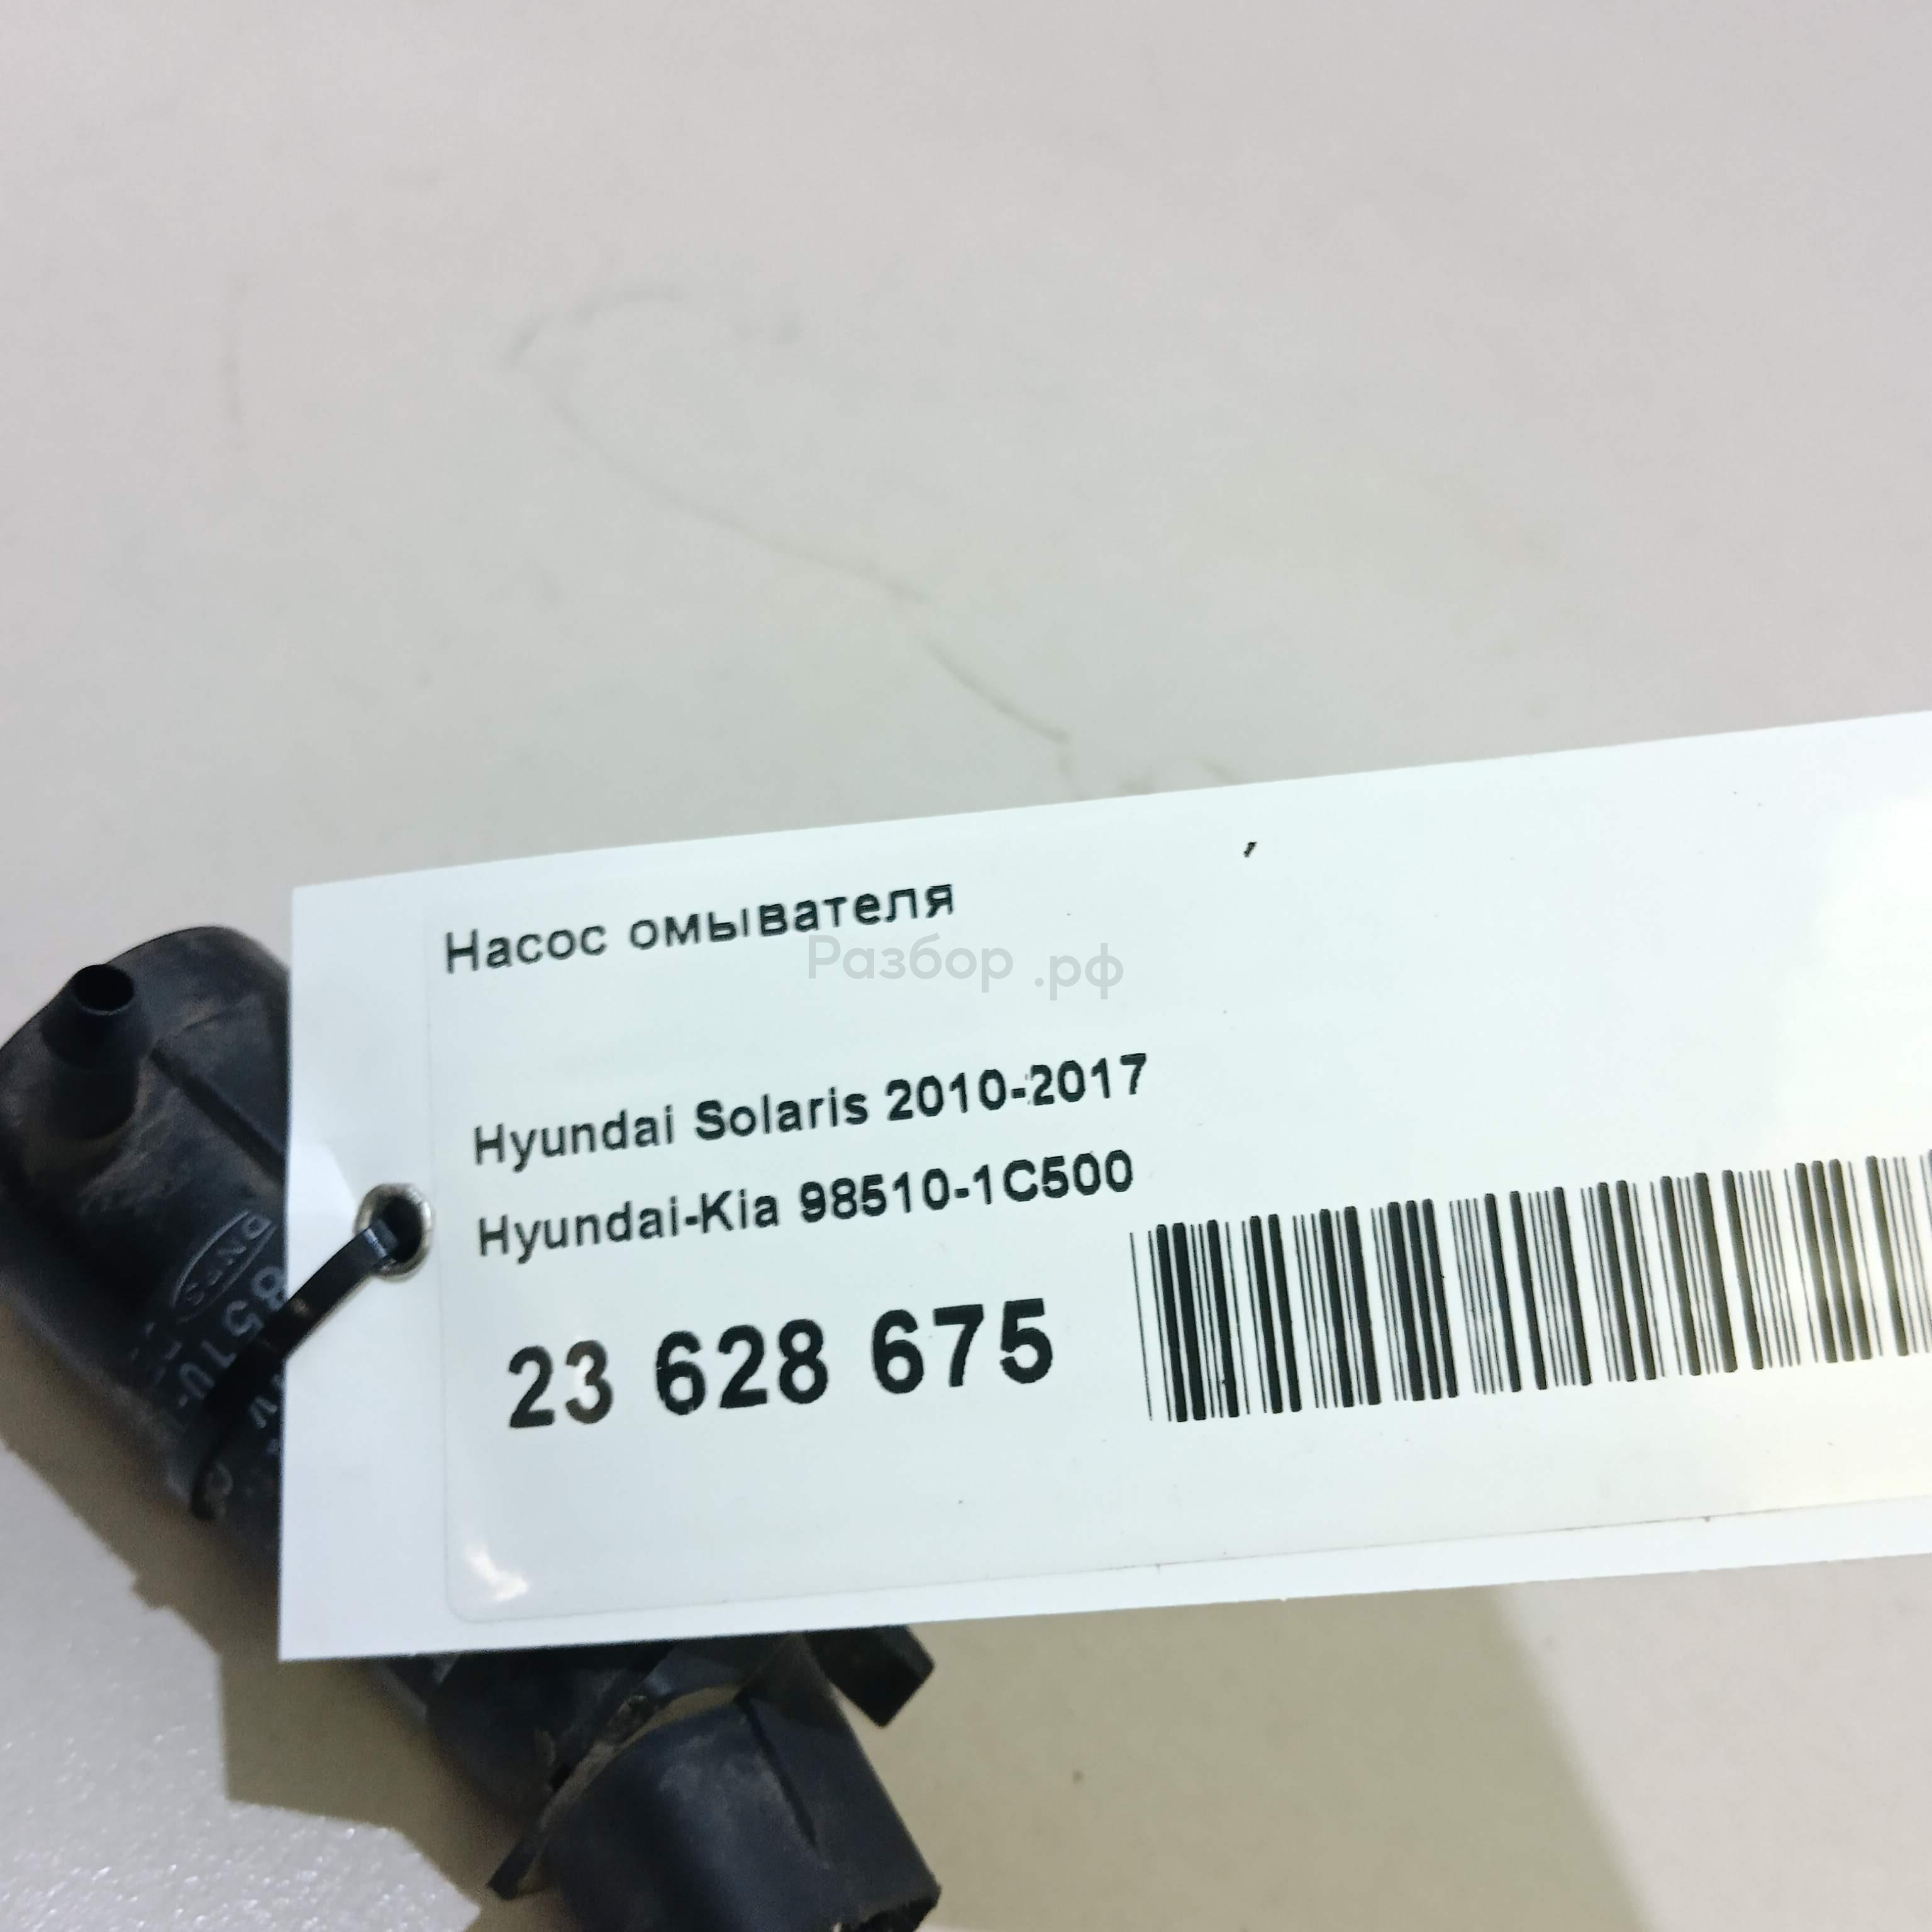 Насос омывателя
Разбор.рф
Hyundai Solaris 2010-2017
Hyundai-Kia 98510-1C500
23 628 675